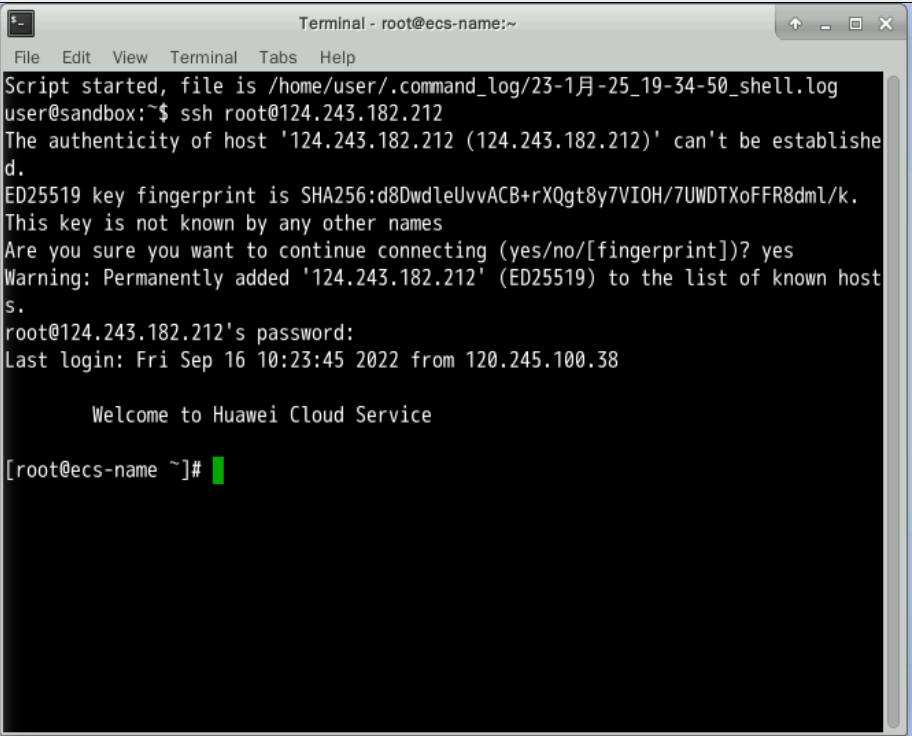 Terminal - root@ecs-name:~
File Edit View Terminal Tabs Help
Script started, file is /home/user/.command_log/23-1月-25_19-34-50_shell.log
user@sandbox:~$ ssh root@124.243.182.212
The authenticity of host '124.243.182.212 (124.243.182.212)' can't be establishe
d.
ED25519 key fingerprint is SHA256:d8DwdleUvvACB+rXQgt8y7VIOH/7UWDTXoFFR8dml/k.
This key is not known by any other names
Are you sure you want to continue connecting (yes/no/[fingerprint])? yes
Warning: Permanently added '124.243.182.212' (ED25519) to the list of known host
s.
root@124.243.182.212's password:
Last login: Fri Sep 16 10:23:45 2022 from 120.245.100.38
Welcome to Huawei Cloud Service
[root@ecs-name ~]#